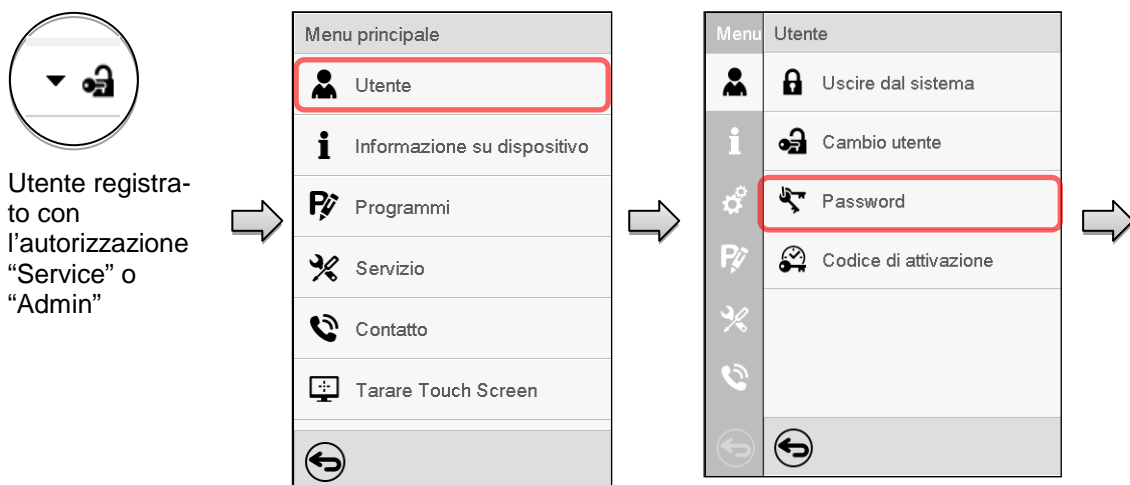 Utente registra-
to con
l’autorizzazione
“Service” o
“Admin”
Menu principale
Utente
Informazione su dispositivo
Programmi
Servizio
Contatto
Tarare Touch Screen
Menu
Utente
Uscire dal sistema
Cambio utente
Password
Codice di attivazione